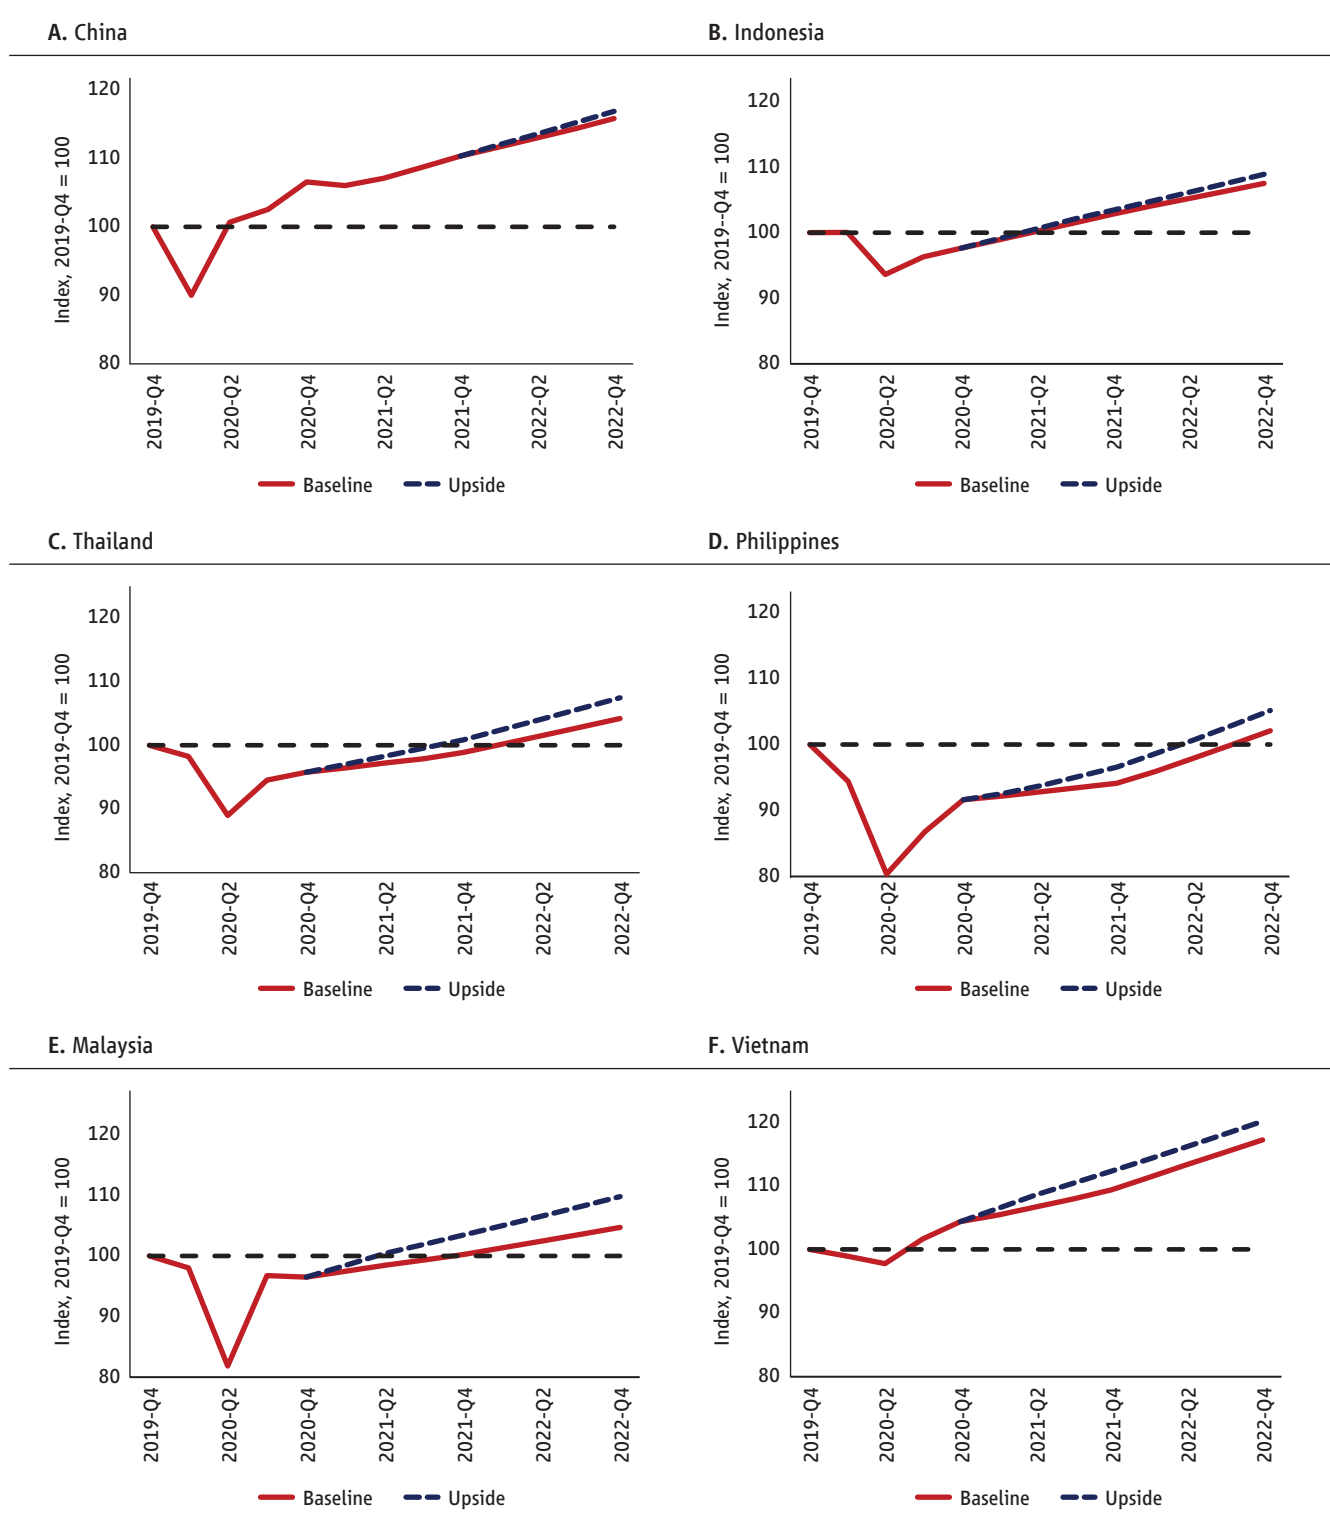 A. China
Index, 2019-Q4 = 100
120
110
100
90
80
2019-Q4
2020-Q2
2020-Q4
2021-Q2
2021-Q4
2022-Q2
2022-Q4
Baseline
Upside
B. Indonesia
Index, 2019--Q4 = 100
120
110
100
90
80
2019-Q4
2020-Q2
2020-Q4
2021-Q2
2021-Q4
2022-Q2
2022-Q4
Baseline
Upside
C. Thailand
Index, 2019-Q4 = 100
120
110
100
90
80
2019-Q4
2020-Q2
2020-Q4
2021-Q2
2021-Q4
2022-Q2
2022-Q4
Baseline
Upside
D. Philippines
Index, 2019-Q4 = 100
120
110
100
90
80
2019-Q4
2020-Q2
2020-Q4
2021-Q2
2021-Q4
2022-Q2
2022-Q4
Baseline
Upside
E. Malaysia
Index, 2019-Q4 = 100
120
110
100
90
80
2019-Q4
2020-Q2
2020-Q4
2021-Q2
2021-Q4
2022-Q2
2022-Q4
Baseline
Upside
F. Vietnam
Index, 2019-Q4 = 100
120
110
100
90
80
2019-Q4
2020-Q2
2020-Q4
2021-Q2
2021-Q4
2022-Q2
2022-Q4
Baseline
Upside